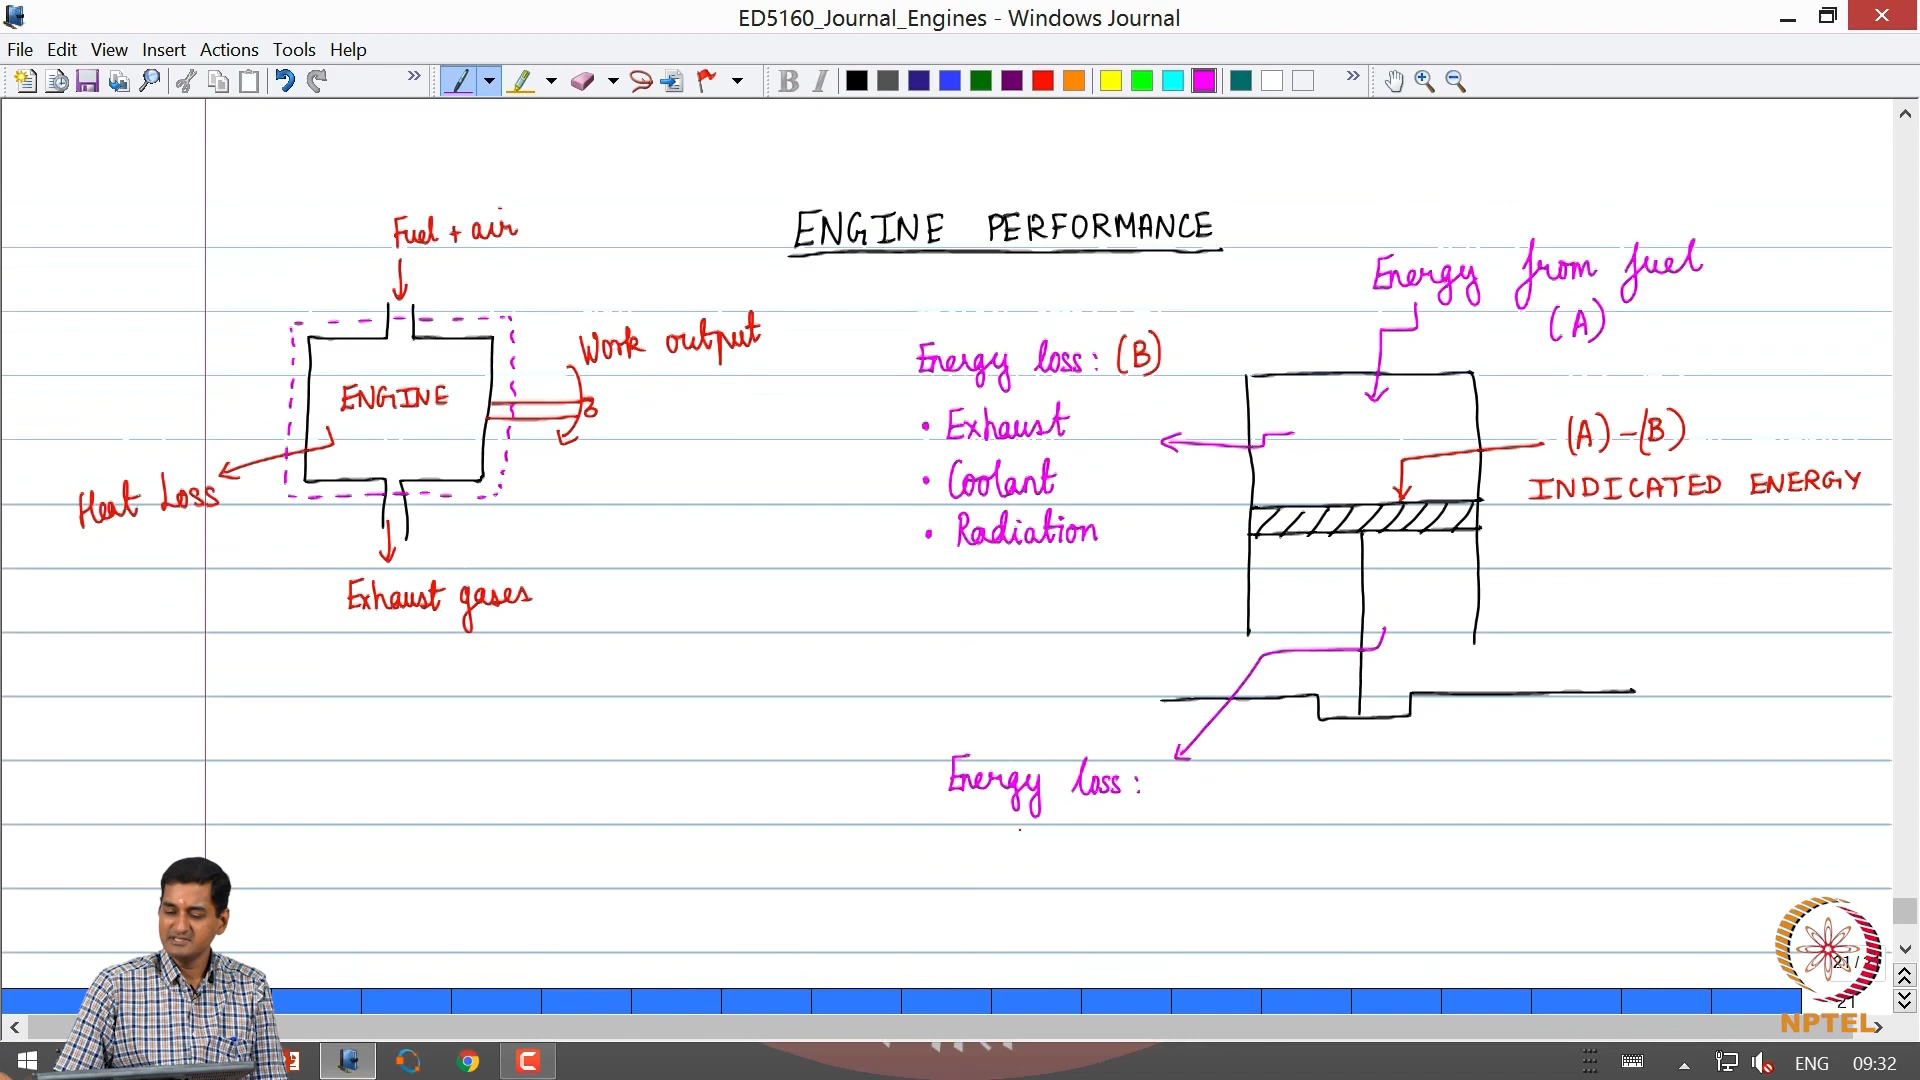 ED5160_Journal_Engines - Windows Journal
File Edit View Insert Actions Tools Help
B I
ENGINE PERFORMANCE
Fuel + air
ENGINE
Work output
Heat Loss
Exhaust gases
Energy from fuel
(A)
Energy loss: (B)
• Exhaust
• Coolant
• Radiation
(A)-(B)
INDICATED ENERGY
Energy loss:
21
NPTEL
ENG 09:32